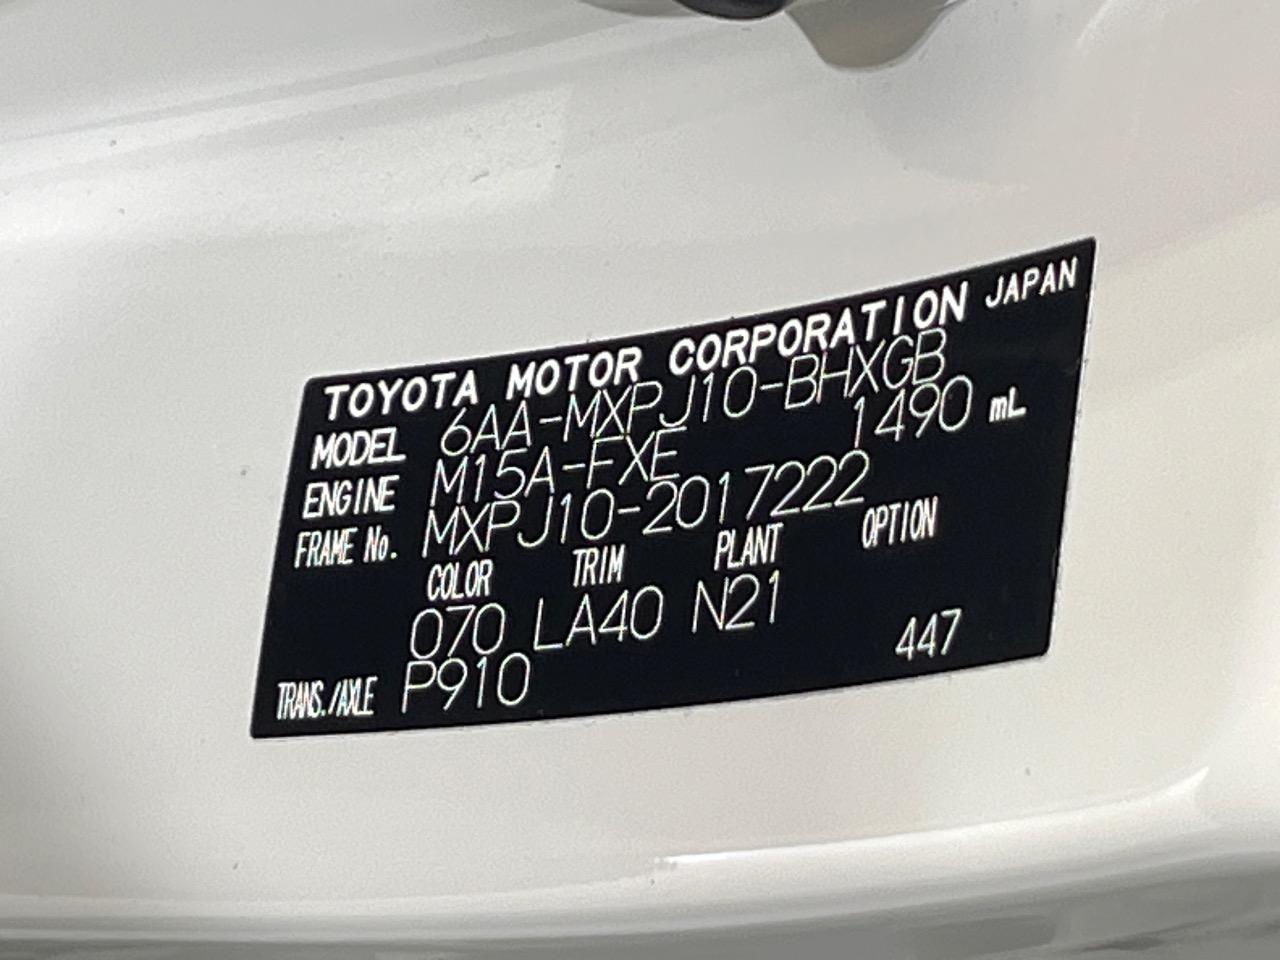 TOYOTA MOTOR CORPORATION JAPAN
MODEL 6AA-MXPJ10-BHXGB
ENGINE M15A-FXE 1490 mL
FRAME No. MXPJ10-2017222
COLOR TRIM PLANT OPTION
070 LA40 N21
TRANS./AXLE P910 447